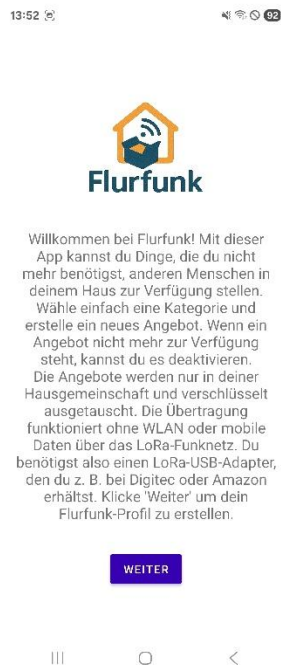 13:52
92
Flurfunk
Willkommen bei Flurfunk! Mit dieser
App kannst du Dinge, die du nicht
mehr benötigst, anderen Menschen in
deinem Haus zur Verfügung stellen.
Wähle einfach eine Kategorie und
erstelle ein neues Angebot. Wenn ein
Angebot nicht mehr zur Verfügung
steht, kannst du es deaktivieren.
Die Angebote werden nur in deiner
Hausgemeinschaft und verschlüsselt
ausgetauscht. Die Übertragung
funktioniert ohne WLAN oder mobile
Daten über das LoRa-Funknetz. Du
benötigst also einen LoRa-USB-Adapter,
den du z. B. bei Digitec oder Amazon
erhältst. Klicke 'Weiter' um dein
Flurfunk-Profil zu erstellen.
WEITER